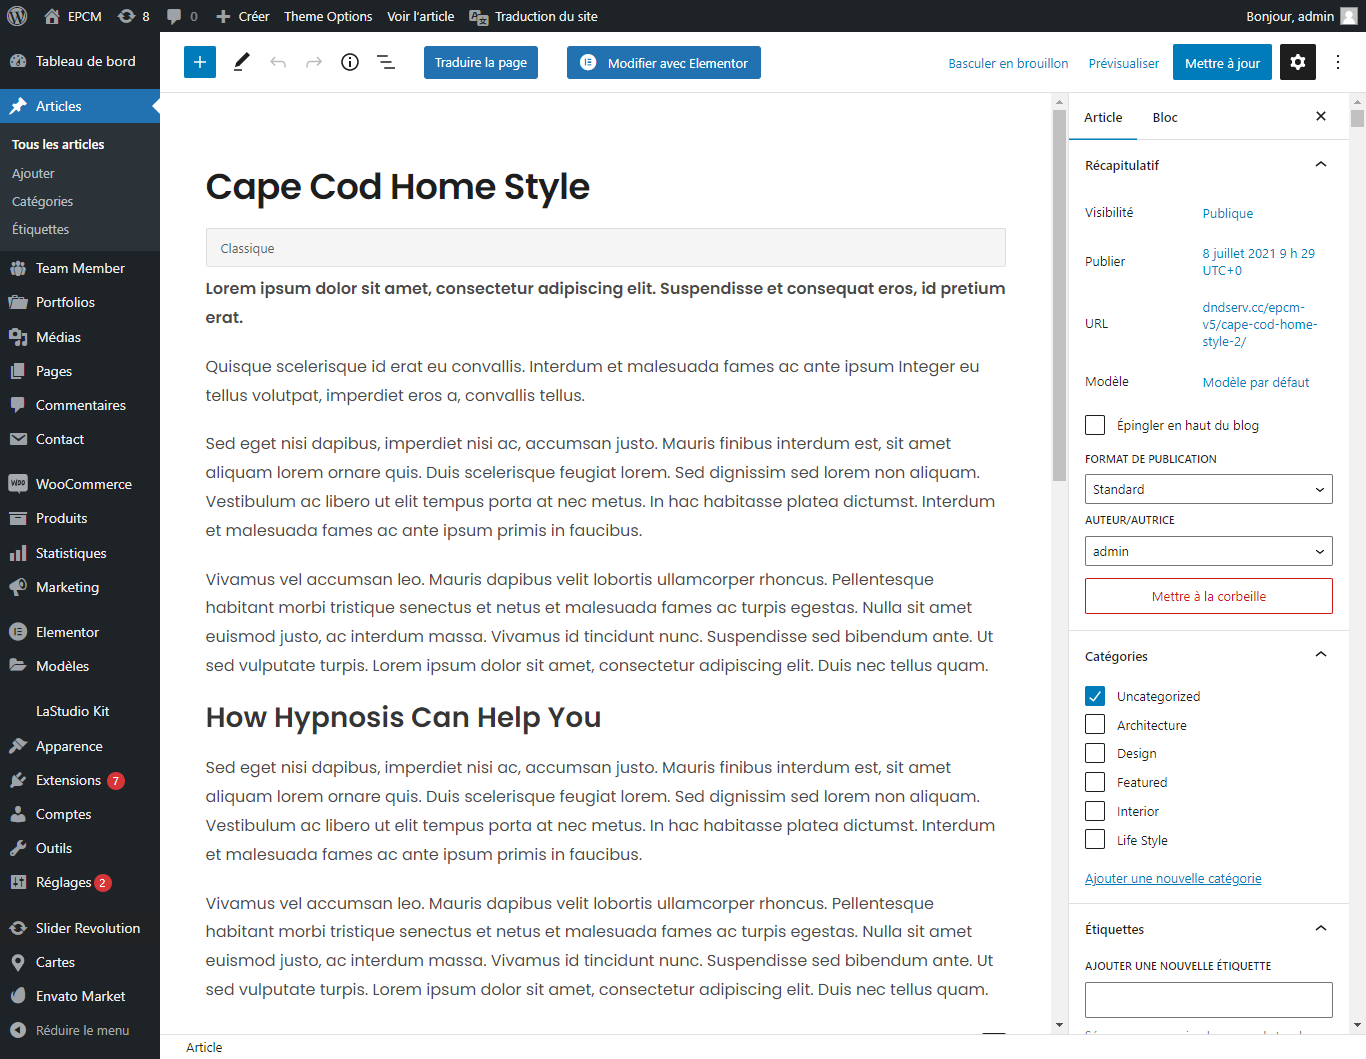 EPCM 8 0 Créer Theme Options Voir l'article Traduction du site Bonjour, admin
Tableau de bord
Articles
Tous les articles
Ajouter
Catégories
Étiquettes
Team Member
Portfolios
Médias
Pages
Commentaires
Contact
WooCommerce
Produits
Statistiques
Marketing
Elementor
Modèles
LaStudio Kit
Apparence
Extensions 7
Comptes
Outils
Réglages 2
Slider Revolution
Cartes
Envato Market
Réduire le menu
Traduire la page Modifier avec Elementor Basculer en brouillon Prévisualiser Mettre à jour
Cape Cod Home Style
Classique
Lorem ipsum dolor sit amet, consectetur adipiscing elit. Suspendisse et consequat eros, id pretium
erat.
Quisque scelerisque id erat eu convallis. Interdum et malesuada fames ac ante ipsum Integer eu
tellus volutpat, imperdiet eros a, convallis tellus.
Sed eget nisi dapibus, imperdiet nisi ac, accumsan justo. Mauris finibus interdum est, sit amet
aliquam lorem ornare quis. Duis scelerisque feugiat lorem. Sed dignissim sed lorem non aliquam.
Vestibulum ac libero ut elit tempus porta at nec metus. In hac habitasse platea dictumst. Interdum
et malesuada fames ac ante ipsum primis in faucibus.
Vivamus vel accumsan leo. Mauris dapibus velit lobortis ullamcorper rhoncus. Pellentesque
habitant morbi tristique senectus et netus et malesuada fames ac turpis egestas. Nulla sit amet
euismod justo, ac interdum massa. Vivamus id tincidunt nunc. Suspendisse sed bibendum ante. Ut
sed vulputate turpis. Lorem ipsum dolor sit amet, consectetur adipiscing elit. Duis nec tellus quam.
How Hypnosis Can Help You
Sed eget nisi dapibus, imperdiet nisi ac, accumsan justo. Mauris finibus interdum est, sit amet
aliquam lorem ornare quis. Duis scelerisque feugiat lorem. Sed dignissim sed lorem non aliquam.
Vestibulum ac libero ut elit tempus porta at nec metus. In hac habitasse platea dictumst. Interdum
et malesuada fames ac ante ipsum primis in faucibus.
Vivamus vel accumsan leo. Mauris dapibus velit lobortis ullamcorper rhoncus. Pellentesque
habitant morbi tristique senectus et netus et malesuada fames ac turpis egestas. Nulla sit amet
euismod justo, ac interdum massa. Vivamus id tincidunt nunc. Suspendisse sed bibendum ante. Ut
sed vulputate turpis. Lorem ipsum dolor sit amet, consectetur adipiscing elit. Duis nec tellus quam.
Article
Article Bloc
Récapitulatif
Visibilité Publique
Publier 8 juillet 2021 9 h 29
UTC+0
URL dndserv.cc/epcm-
v5/cape-cod-home-
style-2/
Modèle Modèle par défaut
Épingler en haut du blog
FORMAT DE PUBLICATION
Standard
AUTEUR/AUTRICE
admin
Mettre à la corbeille
Catégories
Uncategorized
Architecture
Design
Featured
Interior
Life Style
Ajouter une nouvelle catégorie
Étiquettes
AJOUTER UNE NOUVELLE ÉTIQUETTE